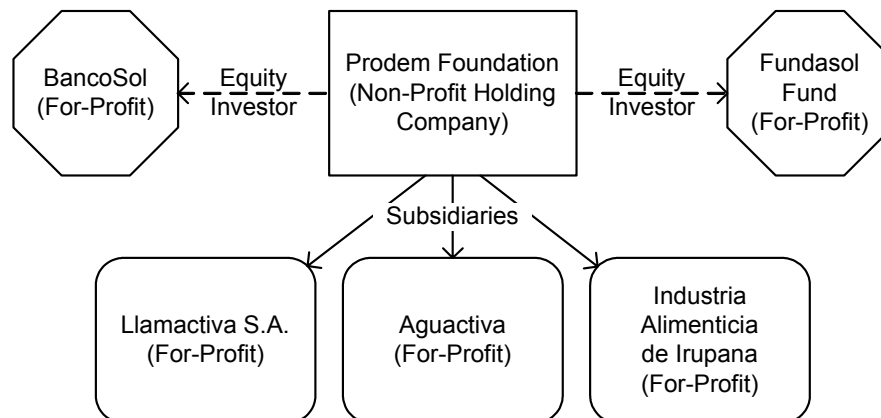 BancoSol
(For-Profit)
Equity
Investor
Prodem Foundation
(Non-Profit Holding
Company)
Equity
Investor
Fundasol
Fund
(For-Profit)
Subsidiaries
Llamactiva S.A.
(For-Profit)
Aguactiva
(For-Profit)
Industria
Alimenticia
de Irupana
(For-Profit)